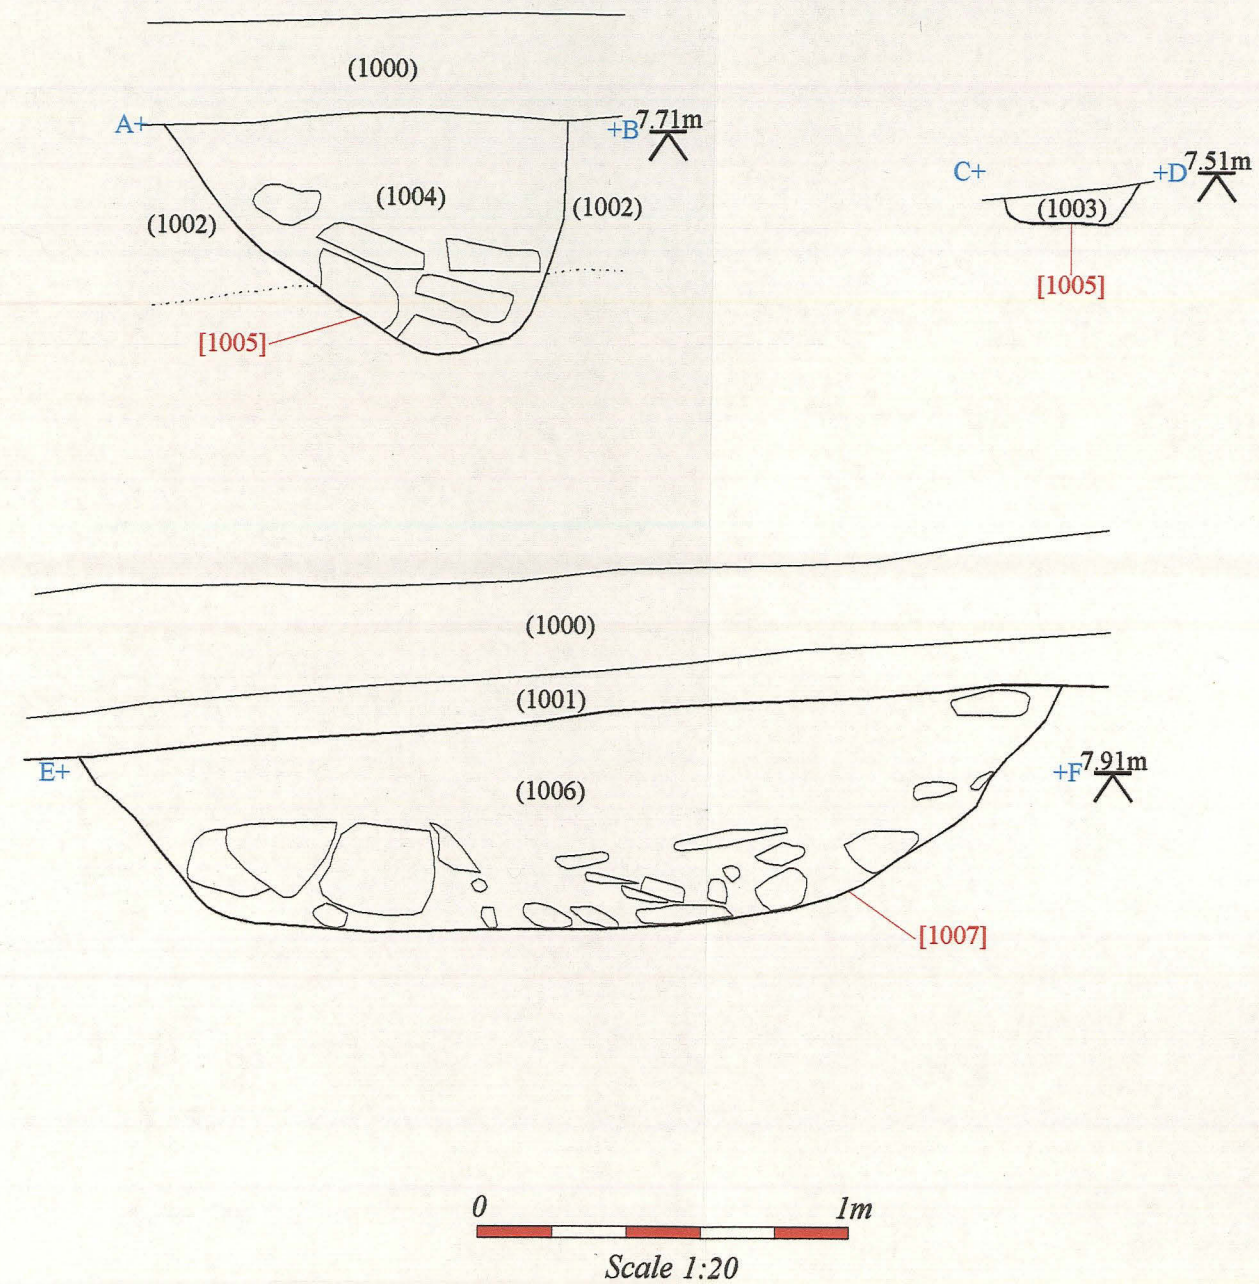 (1000)
A+
+B
7.71m
(1004)
(1002)
(1002)
[1005]
C+
+D
7.51m
(1003)
[1005]
(1000)
(1001)
E+
+F
7.91m
(1006)
[1007]
0 1m
Scale 1:20